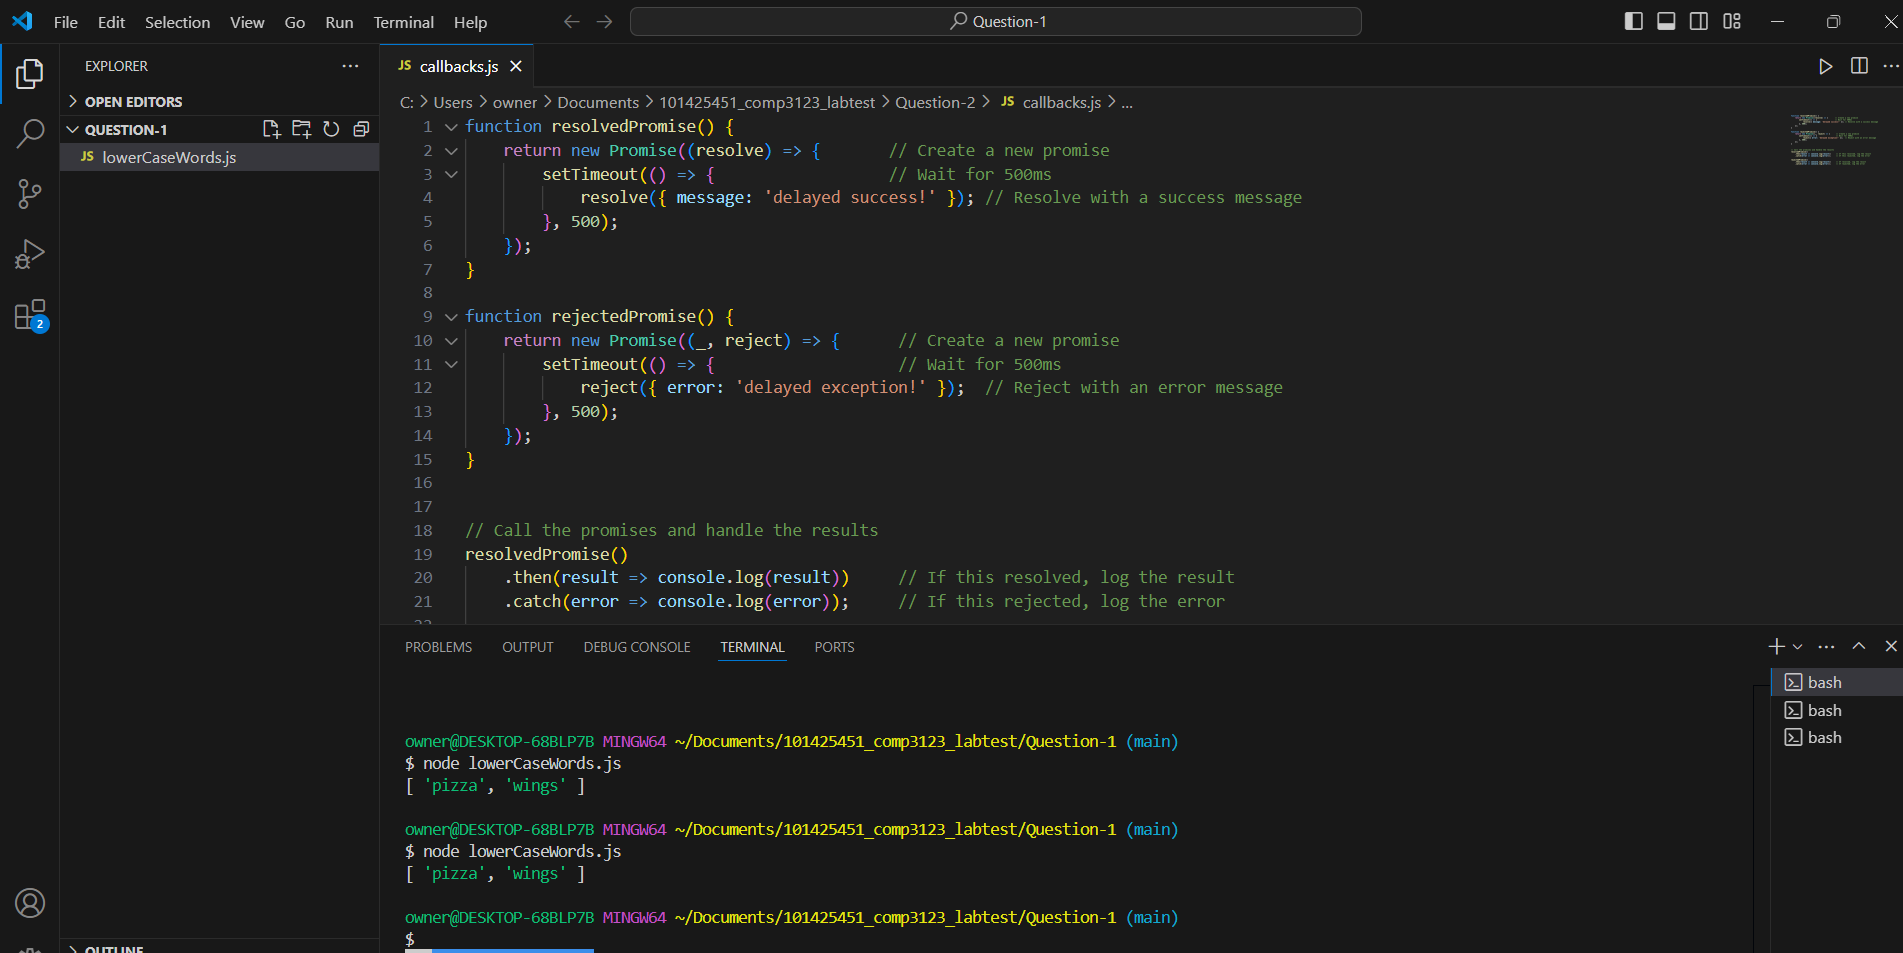 File Edit Selection View Go Run Terminal Help Question-1
EXPLORER
OPEN EDITORS
QUESTION-1
JS lowerCaseWords.js
2
OUTLINE
JS callbacks.js
C: > Users > owner > Documents > 101425451_comp3123_labtest > Question-2 > JS callbacks.js > ...
1 function resolvedPromise() {
2 return new Promise((resolve) => { // Create a new promise
3 setTimeout(() => { // Wait for 500ms
4 resolve({ message: 'delayed success!' }); // Resolve with a success message
5 }, 500);
6 });
7 }
8
9 function rejectedPromise() {
10 return new Promise((_, reject) => { // Create a new promise
11 setTimeout(() => { // Wait for 500ms
12 reject({ error: 'delayed exception!' }); // Reject with an error message
13 }, 500);
14 });
15 }
16
17
18 // Call the promises and handle the results
19 resolvedPromise()
20 .then(result => console.log(result)) // If this resolved, log the result
21 .catch(error => console.log(error)); // If this rejected, log the error
PROBLEMS OUTPUT DEBUG CONSOLE TERMINAL PORTS
owner@DESKTOP-68BLP7B MINGW64 ~/Documents/101425451_comp3123_labtest/Question-1 (main)
$ node lowerCaseWords.js
[ 'pizza', 'wings' ]
owner@DESKTOP-68BLP7B MINGW64 ~/Documents/101425451_comp3123_labtest/Question-1 (main)
$ node lowerCaseWords.js
[ 'pizza', 'wings' ]
owner@DESKTOP-68BLP7B MINGW64 ~/Documents/101425451_comp3123_labtest/Question-1 (main)
$
bash
bash
bash